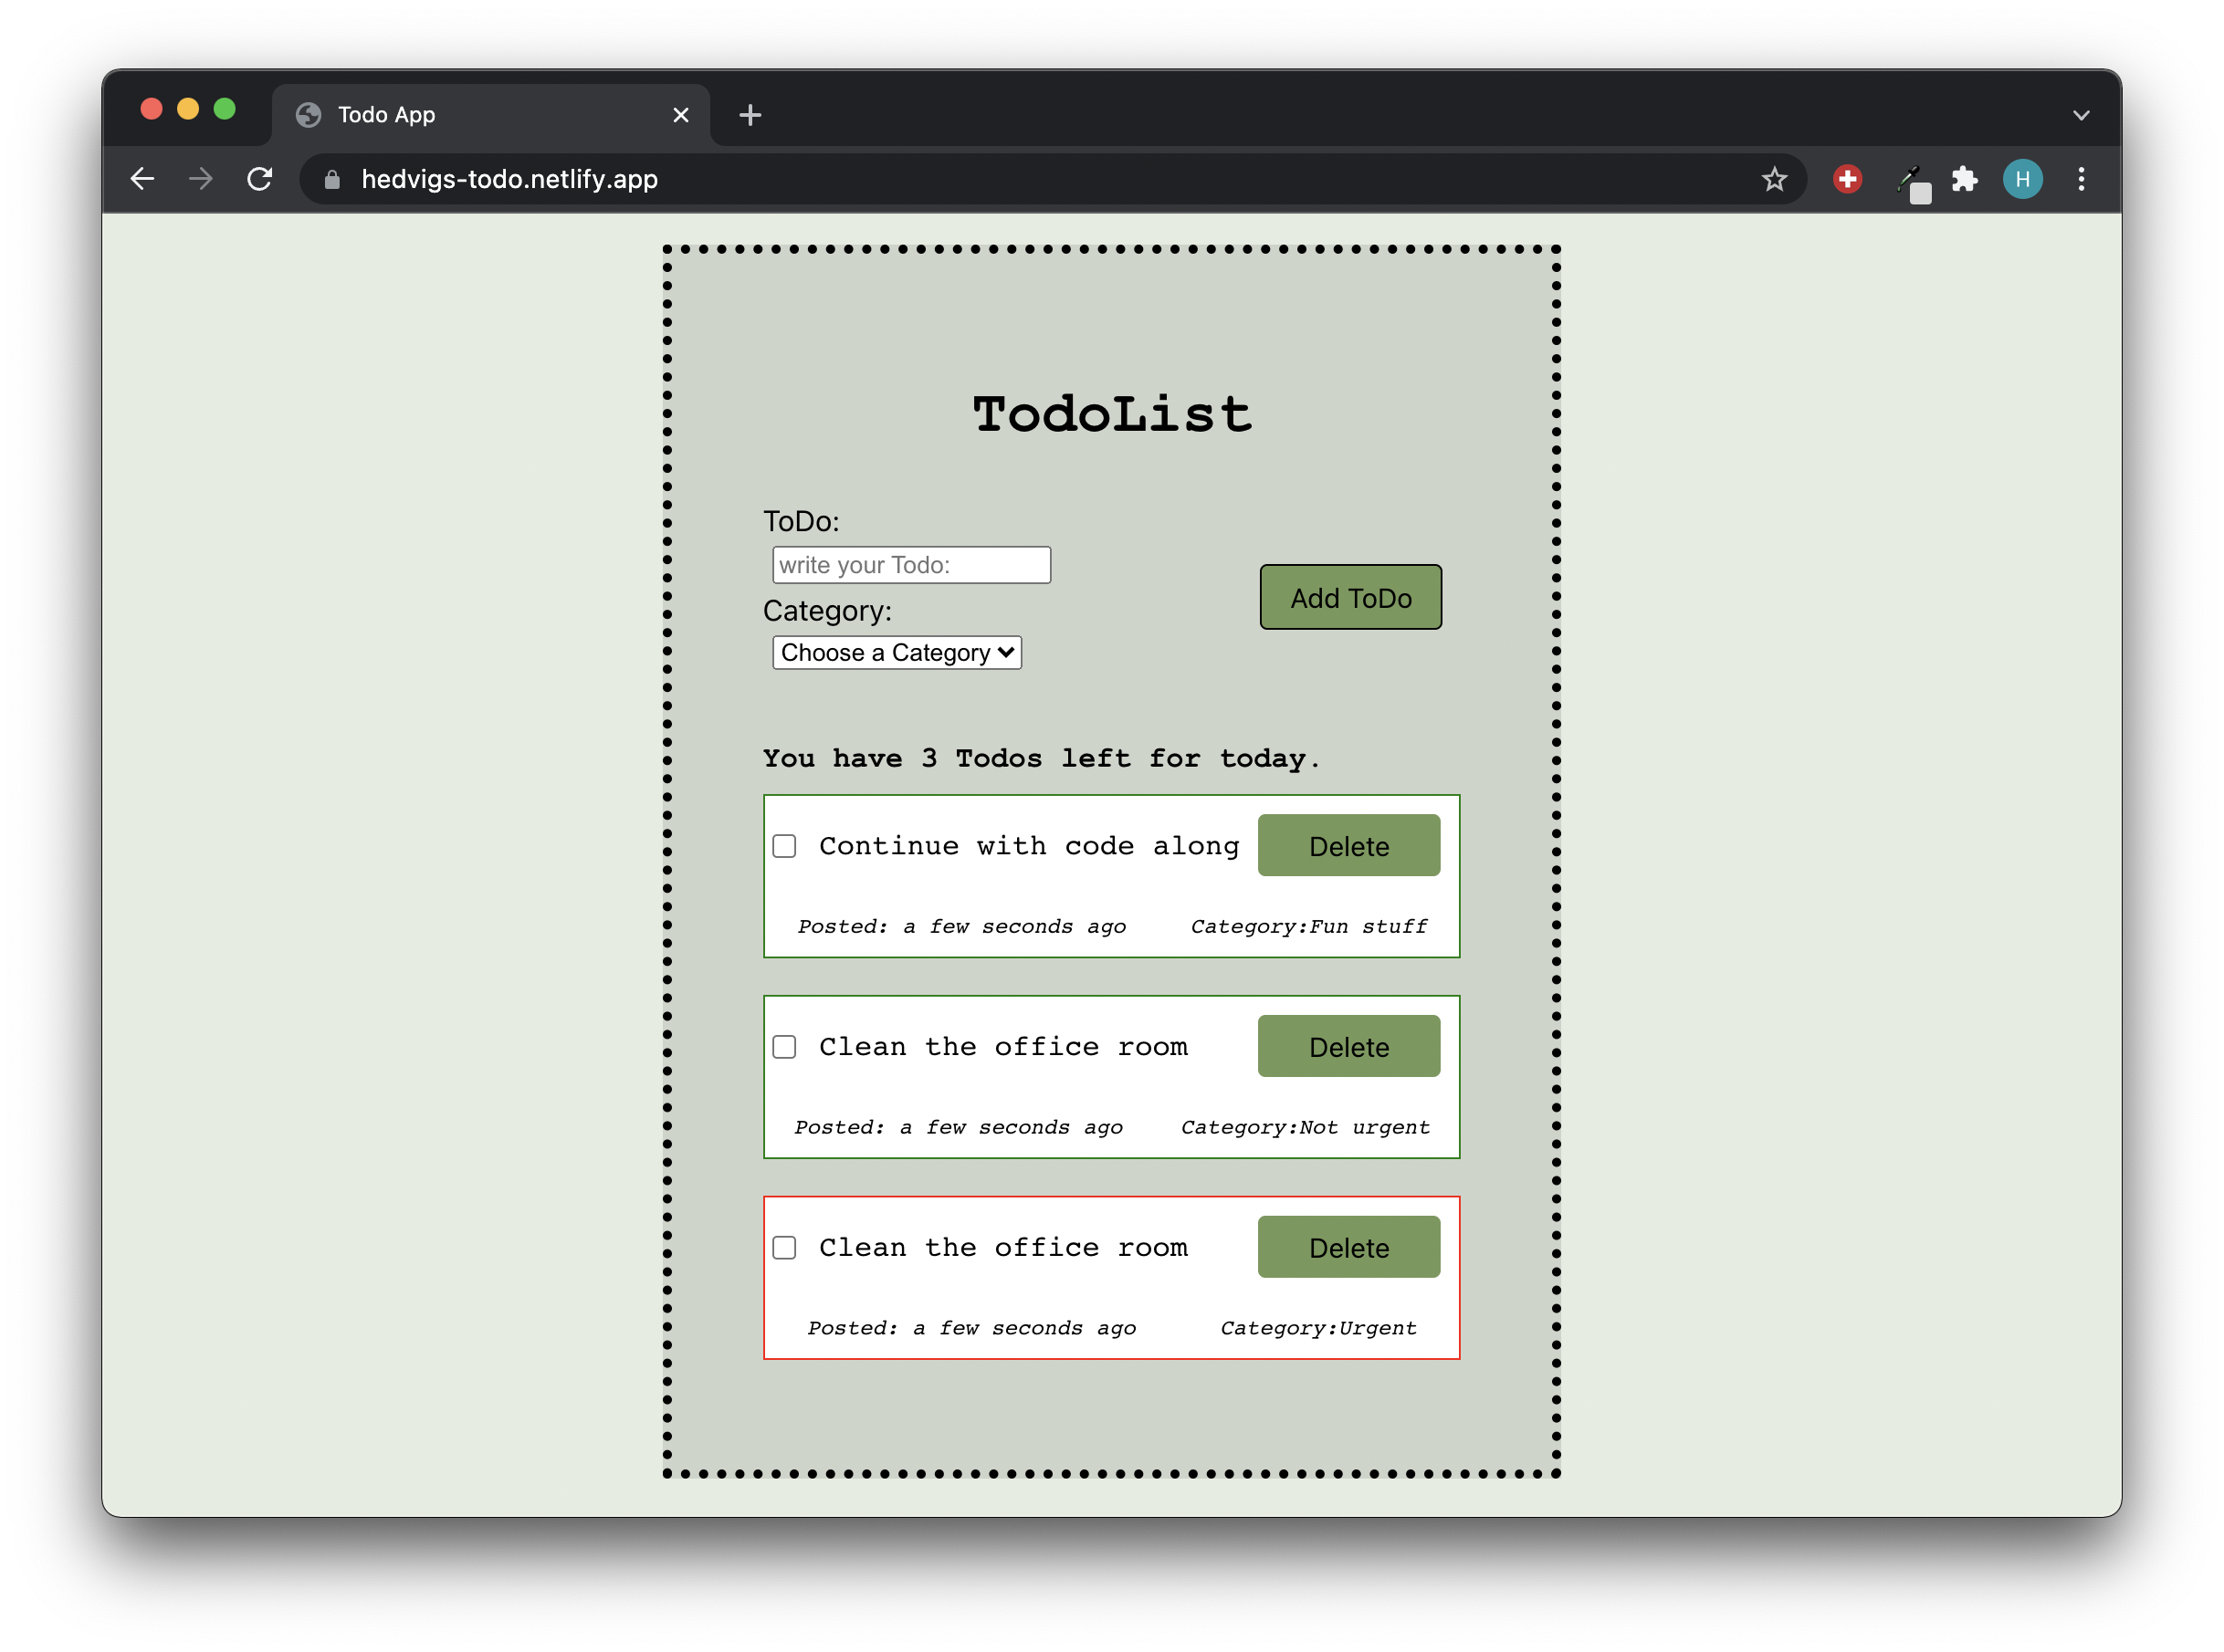 Todo App
hedvigs-todo.netlify.app
H
TodoList
ToDo:
write your Todo:
Add ToDo
Category:
Choose a Category
You have 3 Todos left for today.
Continue with code along Delete
Posted: a few seconds ago Category:Fun stuff
Clean the office room Delete
Posted: a few seconds ago Category:Not urgent
Clean the office room Delete
Posted: a few seconds ago Category:Urgent